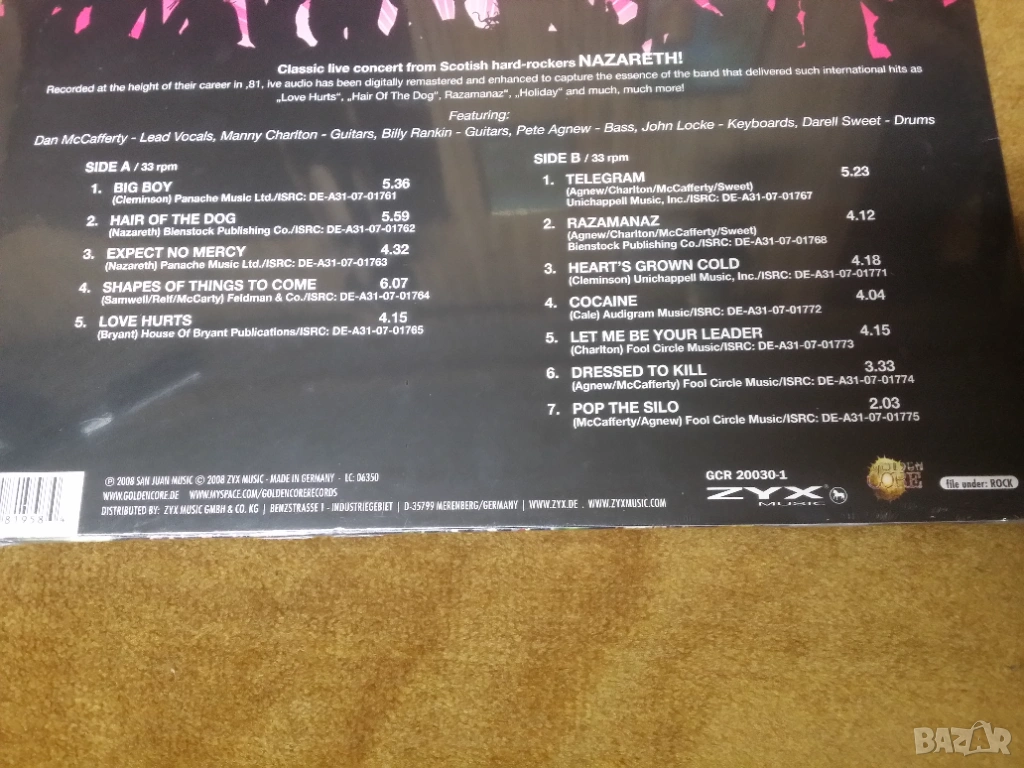 Classic live concert from Scotish hard-rockers NAZARETH!
Recorded at the height of their career in ,81, ive audio has been digitally remastered and enhanced to capture the essence of the band that delivered such international hits as
„Love Hurts", „Hair Of The Dog", Razamanaz", „Holiday" and much, much more!
Featuring:
Dan McCafferty - Lead Vocals, Manny Charlton - Guitars, Billy Rankin - Guitars, Pete Agnew - Bass, John Locke - Keyboards, Darell Sweet - Drums
SIDE A / 33 rpm
1. BIG BOY 5.36
(Cleminson) Panache Music Ltd./ISRC: DE-A31-07-01761
2. HAIR OF THE DOG 5.59
(Nazareth) Bienstock Publishing Co./ISRC: DE-A31-07-01762
3. EXPECT NO MERCY 4.32
(Nazareth) Panache Music Ltd./ISRC: DE-A31-07-01763
4. SHAPES OF THINGS TO COME 6.07
(Samwell/Relf/McCarty) Feldman & Co./ISRC: DE-A31-07-01764
5. LOVE HURTS 4.15
(Bryant) House Of Bryant Publications/ISRC: DE-A31-07-01765
SIDE B / 33 rpm
1. TELEGRAM 5.23
(Agnew/Charlton/McCafferty/Sweet)
Unichappell Music, Inc./ISRC: DE-A31-07-01767
2. RAZAMANAZ 4.12
(Agnew/Charlton/McCafferty/Sweet)
Bienstock Publishing Co./ISRC: DE-A31-07-01768
3. HEART'S GROWN COLD 4.18
(Cleminson) Unichappell Music, Inc./ISRC: DE-A31-07-01771
4. COCAINE 4.04
(Cale) Audigram Music/ISRC: DE-A31-07-01772
5. LET ME BE YOUR LEADER 4.15
(Charlton) Fool Circle Music/ISRC: DE-A31-07-01773
6. DRESSED TO KILL 3.33
(Agnew/McCafferty) Fool Circle Music/ISRC: DE-A31-07-01774
7. POP THE SILO 2.03
(McCafferty/Agnew) Fool Circle Music/ISRC: DE-A31-07-01775
℗ 2008 SAN JUAN MUSIC © 2008 ZYX MUSIC - MADE IN GERMANY - LC: 06350
WWW.GOLDENCORE.DE WWW.MYSPACE.COM/GOLDENCORERECORDS
DISTRIBUTED BY: ZYX MUSIC GMBH & CO. KG | BENZSTRASSE 1 - INDUSTRIEGEBIET | D-35799 MERENBERG/GERMANY | WWW.ZYX.DE . WWW.ZYXMUSIC.COM
GCR 20030-1
ZYX
MUSIC
GOLDEN
CORE
file under: ROCK
81958
BAZAR